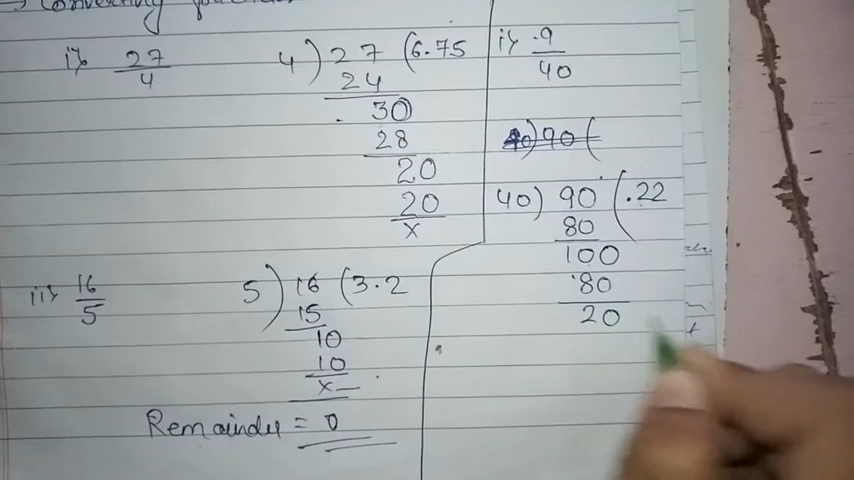 Converting
i) 27/4
4 ) 27 ( 6.75
24
30
28
20
20
x
ii) 16/5
5 ) 16 ( 3.2
15
10
10
x
Remainder = 0
i) 9/40
40) 90 (
40) 90 ( .22
80
100
80
20